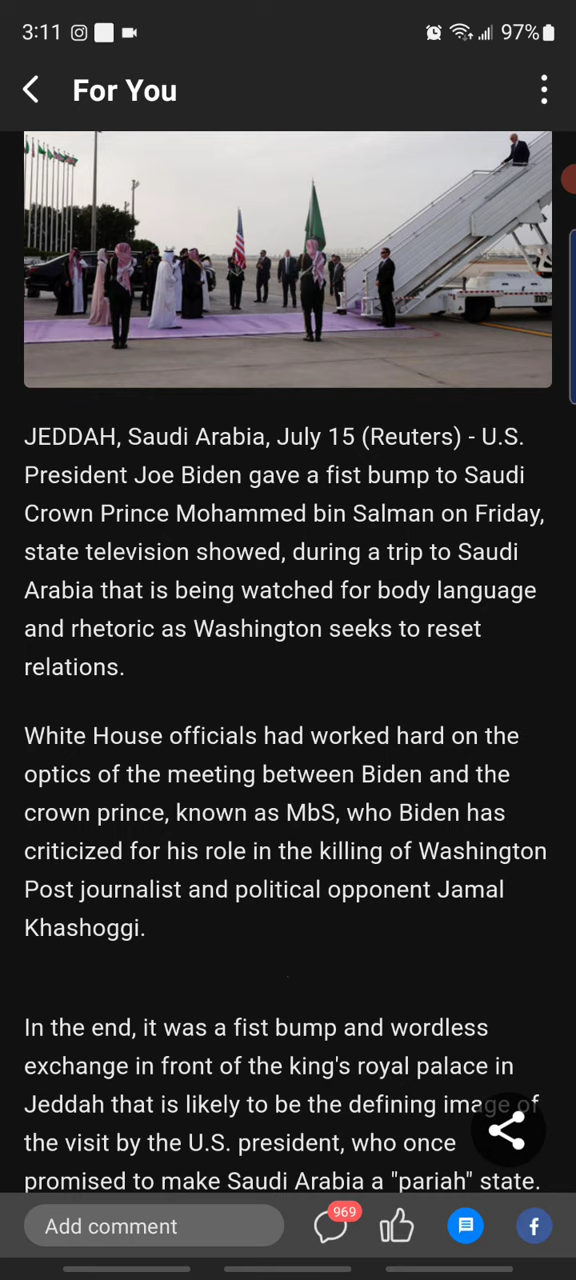 3:11
97%
For You
JEDDAH, Saudi Arabia, July 15 (Reuters) - U.S.
President Joe Biden gave a fist bump to Saudi
Crown Prince Mohammed bin Salman on Friday,
state television showed, during a trip to Saudi
Arabia that is being watched for body language
and rhetoric as Washington seeks to reset
relations.
White House officials had worked hard on the
optics of the meeting between Biden and the
crown prince, known as MbS, who Biden has
criticized for his role in the killing of Washington
Post journalist and political opponent Jamal
Khashoggi.
In the end, it was a fist bump and wordless
exchange in front of the king's royal palace in
Jeddah that is likely to be the defining image of
the visit by the U.S. president, who once
promised to make Saudi Arabia a "pariah" state.
Add comment
969